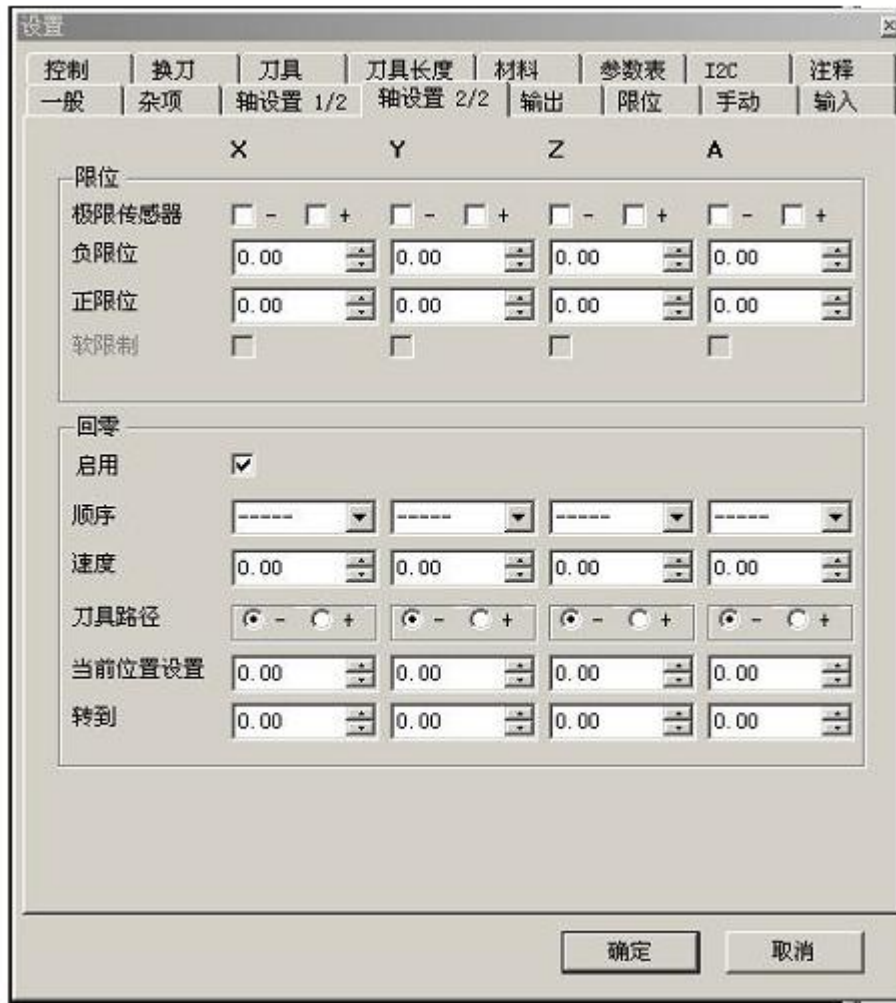 设置
控制 换刀 刀具 刀具长度 材料 参数表 I2C 注释
一般 杂项 轴设置 1/2 轴设置 2/2 输出 限位 手动 输入
X Y Z A
限位
极限传感器 - + - + - + - +
负限位 0.00 0.00 0.00 0.00
正限位 0.00 0.00 0.00 0.00
软限制
回零
启用
顺序 ----- ----- ----- -----
速度 0.00 0.00 0.00 0.00
刀具路径 - + - + - + - +
当前位置设置 0.00 0.00 0.00 0.00
转到 0.00 0.00 0.00 0.00
确定 取消